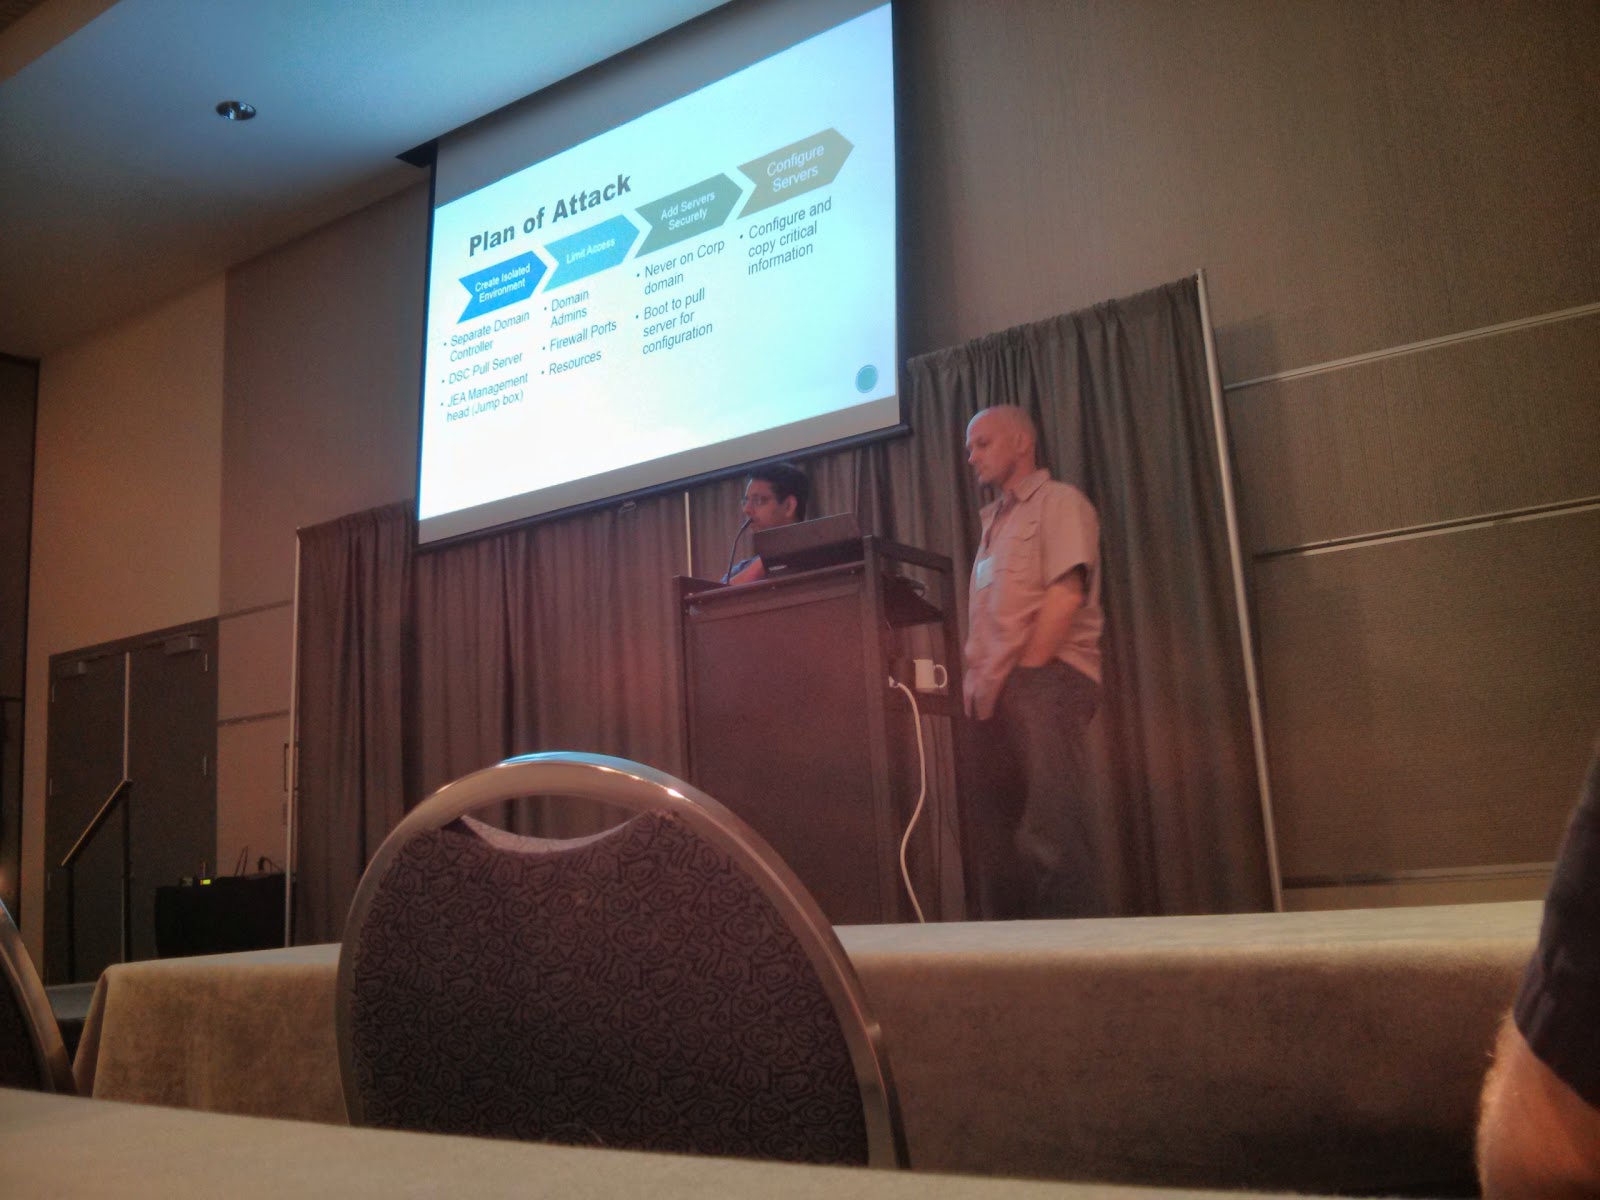 Plan of Attack
Create Isolated
Environment
• Separate Domain
Controller
• DSC Pull Server
• JEA Management
head (Jump box)
Limit Access
• Domain
Admins
• Firewall Ports
• Resources
Add Servers
Securely
• Never on Corp
domain
• Boot to pull
server for
configuration
Configure
Servers
• Configure and
copy critical
information